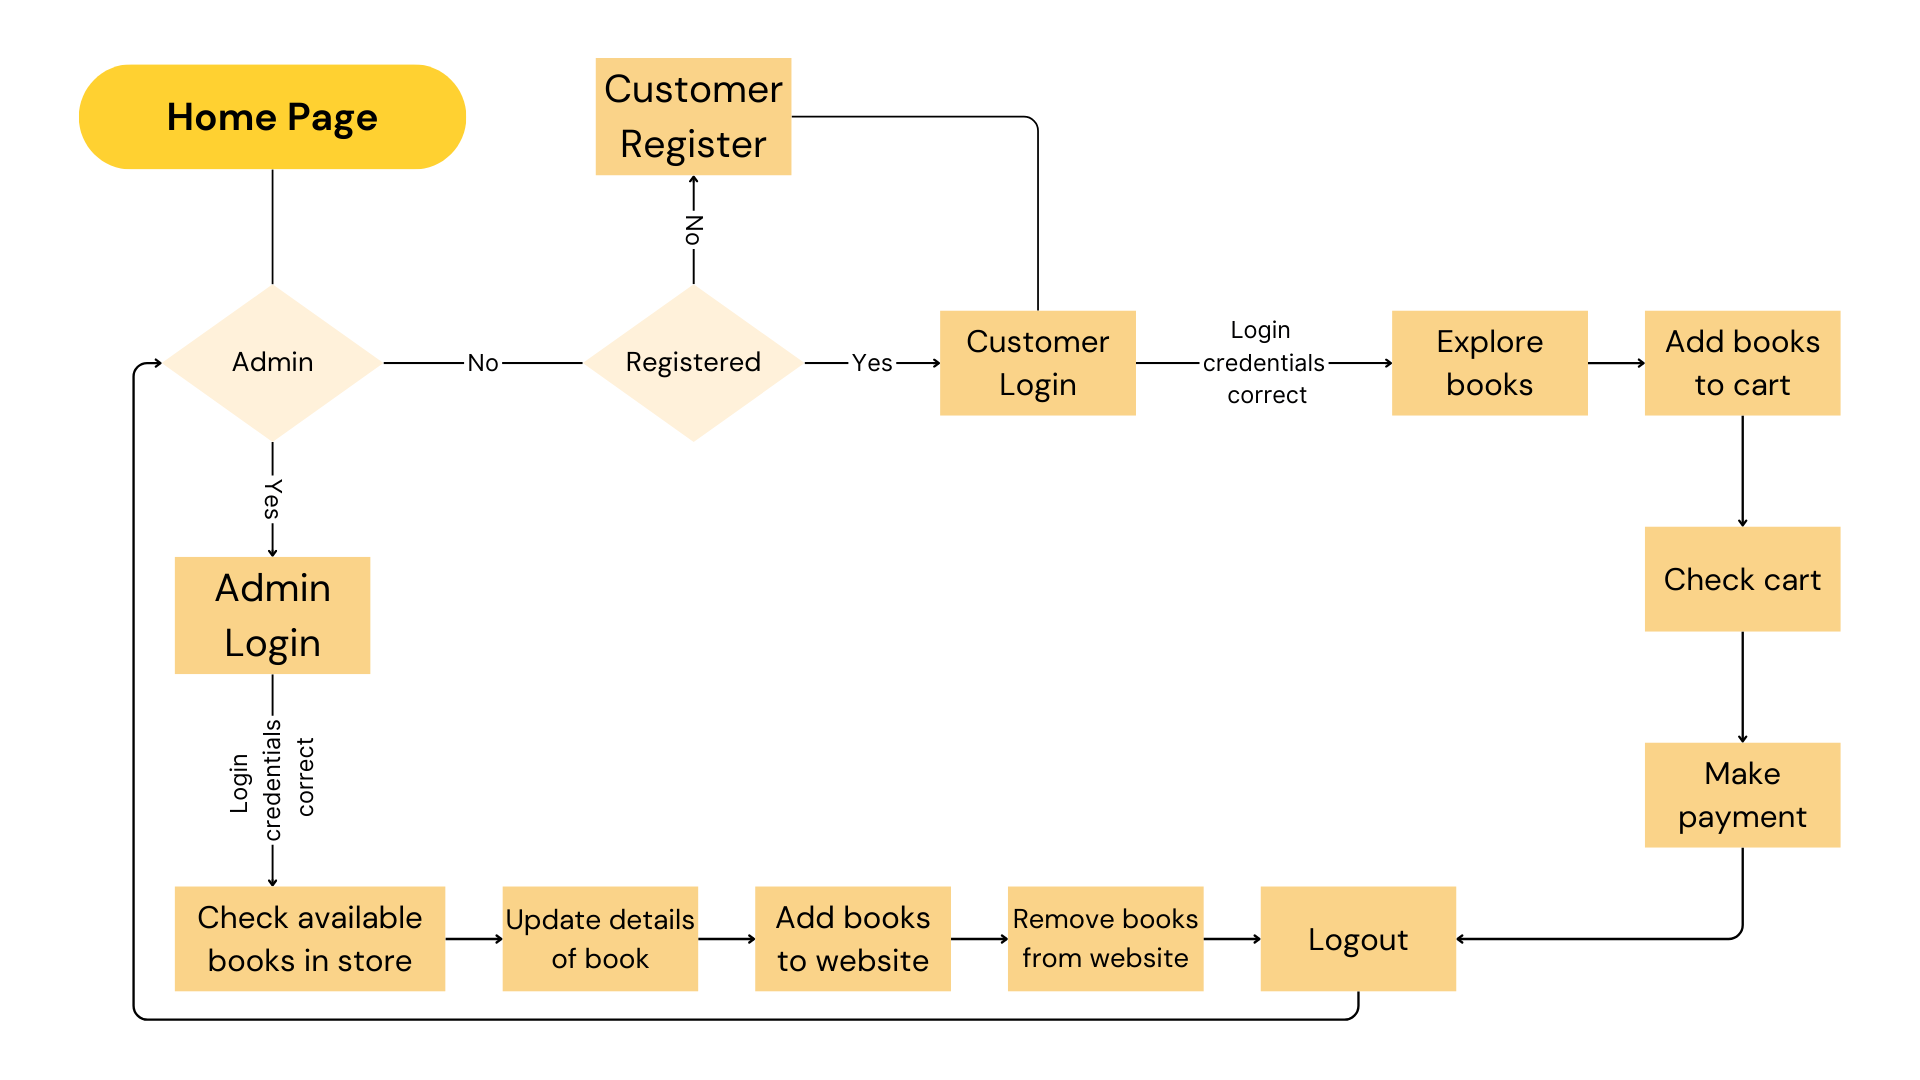 Home Page
Customer
Register
No
Admin
No
Registered
Yes
Customer
Login
Login
credentials
correct
Explore
books
Add books
to cart
Yes
Admin
Login
Check cart
Login
credentials
correct
Make
payment
Check available
books in store
Update details
of book
Add books
to website
Remove books
from website
Logout